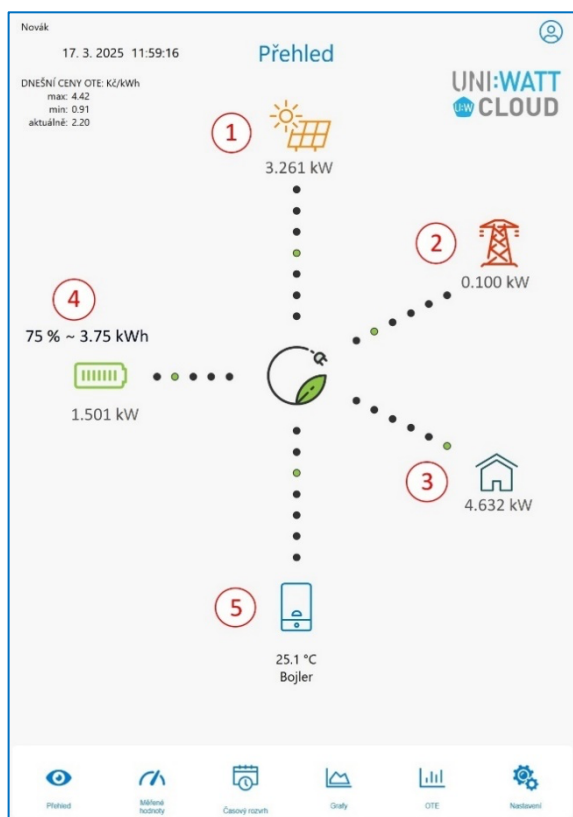 Novák
17. 3. 2025 11:59:16
Přehled
DNEŠNÍ CENY OTE: Kč/kWh
max: 4.42
min: 0.91
aktuálně: 2.20
UNI:WATT
U:W CLOUD
1
3.261 kW
2
0.100 kW
4
75 % ~ 3.75 kWh
1.501 kW
3
4.632 kW
5
25.1 °C
Bojler
Přehled
Měřené
hodnoty
Časový rozvrh
Grafy
OTE
Nastavení